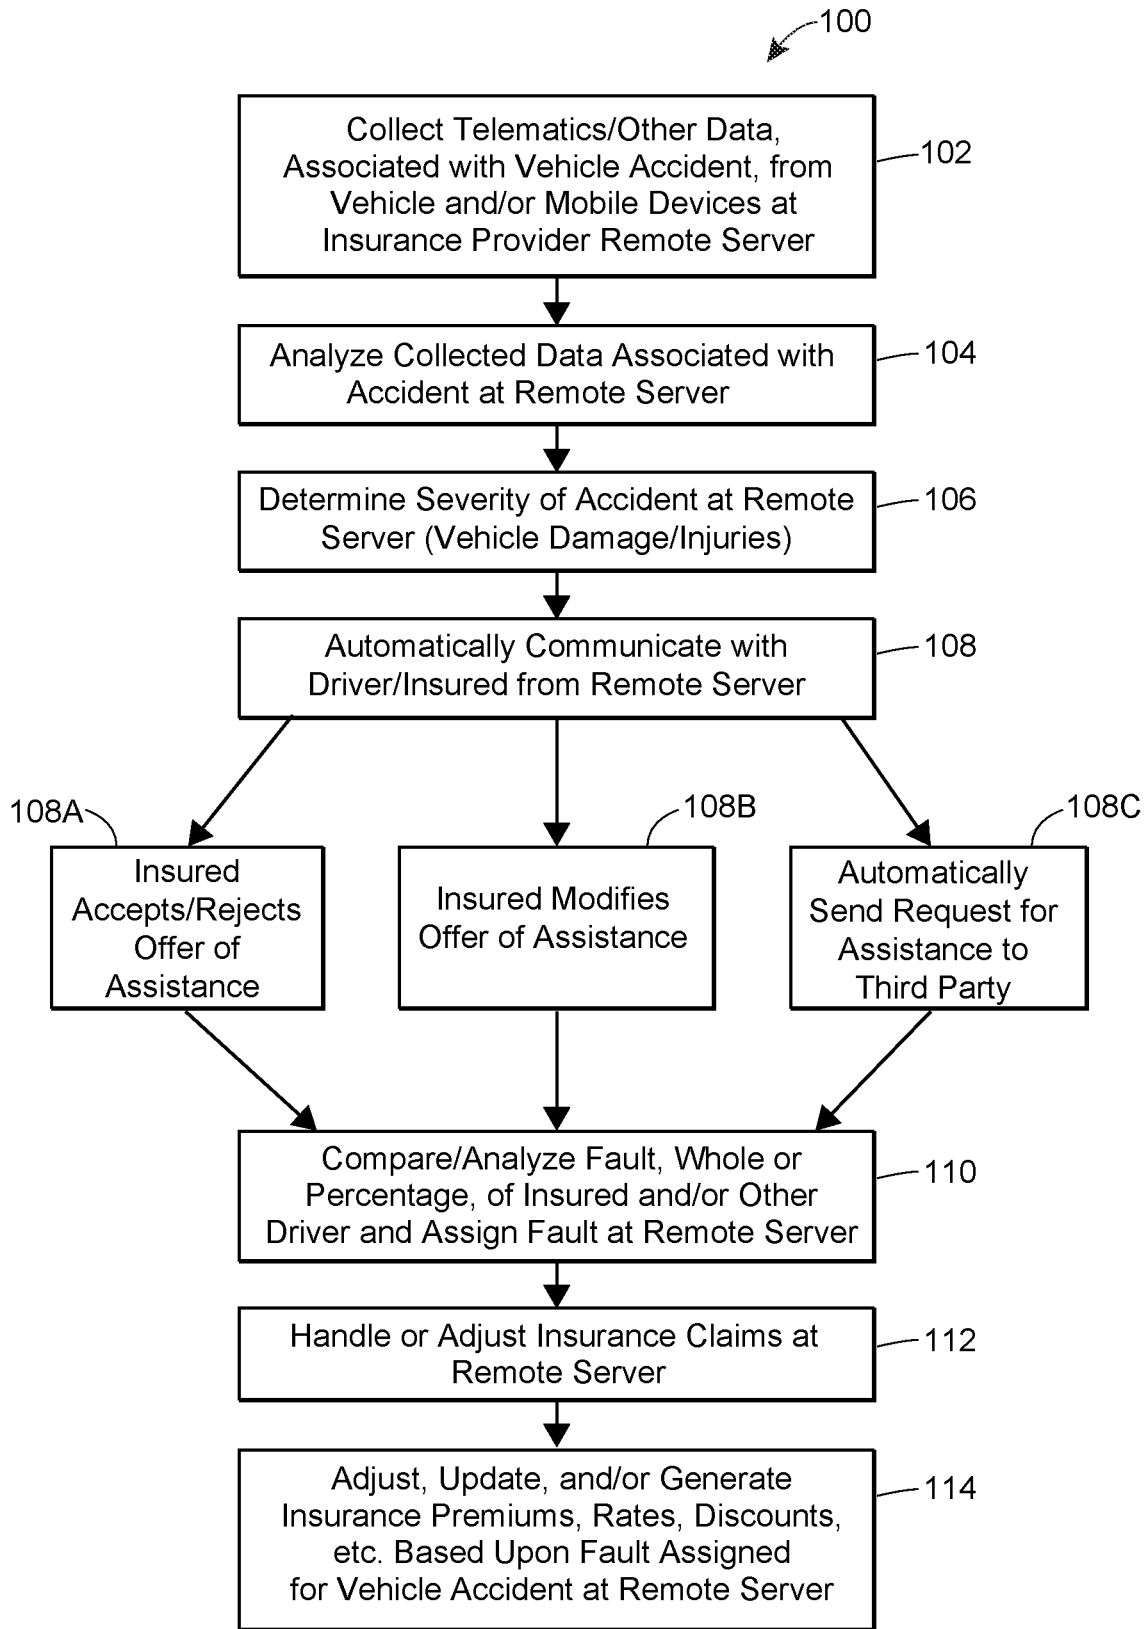 100
Collect Telematics/Other Data,
Associated with Vehicle Accident, from
Vehicle and/or Mobile Devices at
Insurance Provider Remote Server
102
Analyze Collected Data Associated with
Accident at Remote Server
104
Determine Severity of Accident at Remote
Server (Vehicle Damage/Injuries)
106
Automatically Communicate with
Driver/Insured from Remote Server
108
108A
Insured
Accepts/Rejects
Offer of
Assistance
108B
Insured Modifies
Offer of Assistance
108C
Automatically
Send Request for
Assistance to
Third Party
Compare/Analyze Fault, Whole or
Percentage, of Insured and/or Other
Driver and Assign Fault at Remote Server
110
Handle or Adjust Insurance Claims at
Remote Server
112
Adjust, Update, and/or Generate
Insurance Premiums, Rates, Discounts,
etc. Based Upon Fault Assigned
for Vehicle Accident at Remote Server
114